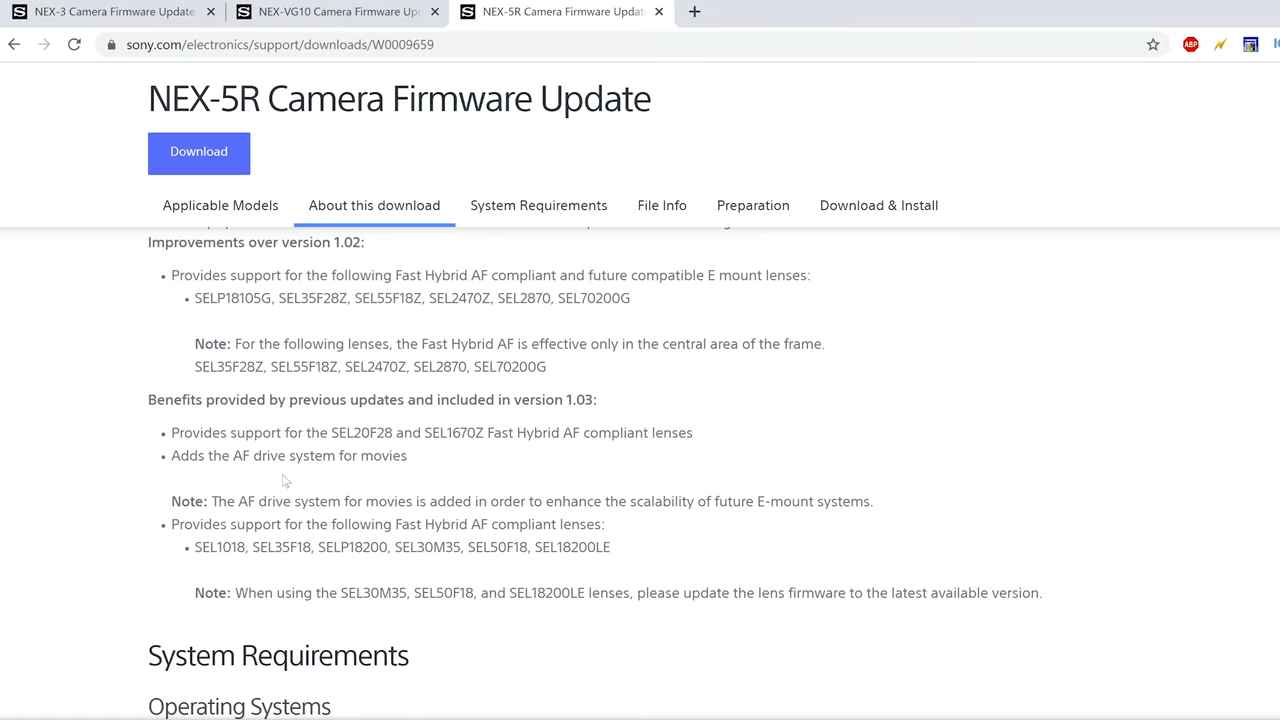 NEX-3 Camera Firmware Update
NEX-VG10 Camera Firmware Up
NEX-5R Camera Firmware Updat
sony.com/electronics/support/downloads/W0009659
ABP
NEX-5R Camera Firmware Update
Download
Applicable Models
About this download
System Requirements
File Info
Preparation
Download & Install
Improvements over version 1.02:
• Provides support for the following Fast Hybrid AF compliant and future compatible E mount lenses:
• SELP18105G, SEL35F28Z, SEL55F18Z, SEL2470Z, SEL2870, SEL70200G
Note: For the following lenses, the Fast Hybrid AF is effective only in the central area of the frame.
SEL35F28Z, SEL55F18Z, SEL2470Z, SEL2870, SEL70200G
Benefits provided by previous updates and included in version 1.03:
• Provides support for the SEL20F28 and SEL1670Z Fast Hybrid AF compliant lenses
• Adds the AF drive system for movies
Note: The AF drive system for movies is added in order to enhance the scalability of future E-mount systems.
• Provides support for the following Fast Hybrid AF compliant lenses:
• SEL1018, SEL35F18, SELP18200, SEL30M35, SEL50F18, SEL18200LE
Note: When using the SEL30M35, SEL50F18, and SEL18200LE lenses, please update the lens firmware to the latest available version.
System Requirements
Operating Systems